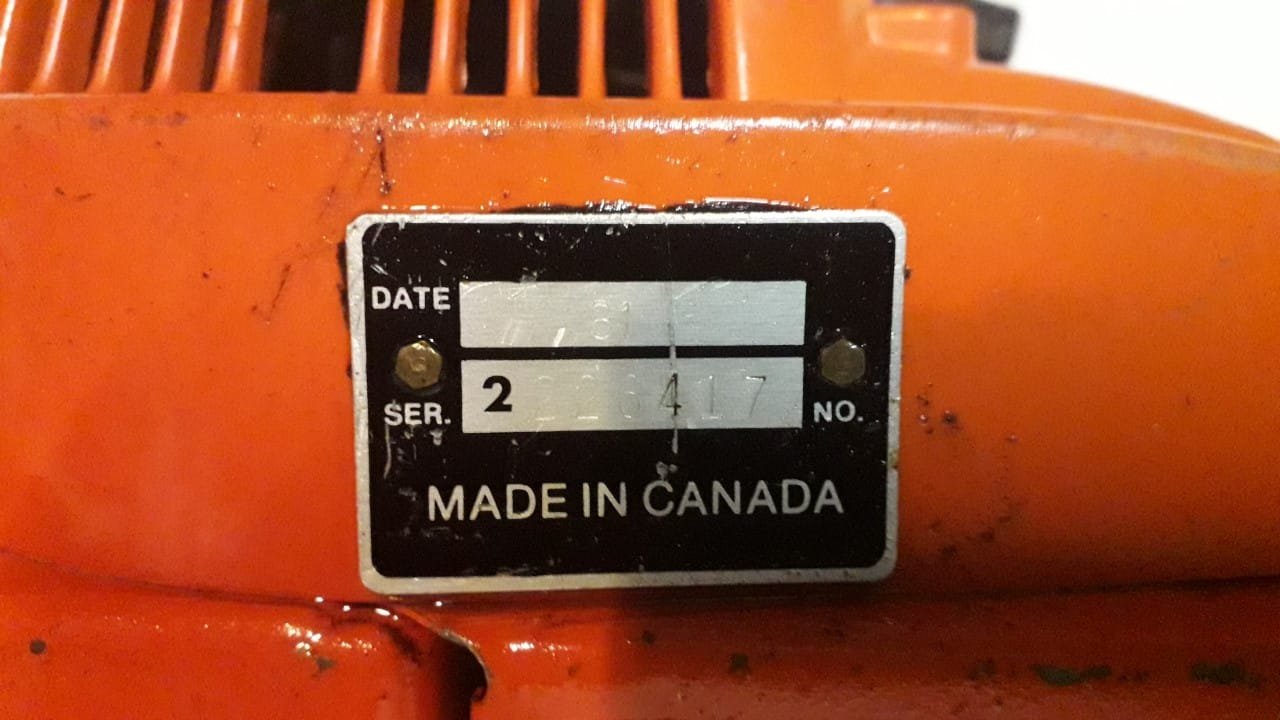 DATE 81
SER. 2 226417 NO.
MADE IN CANADA